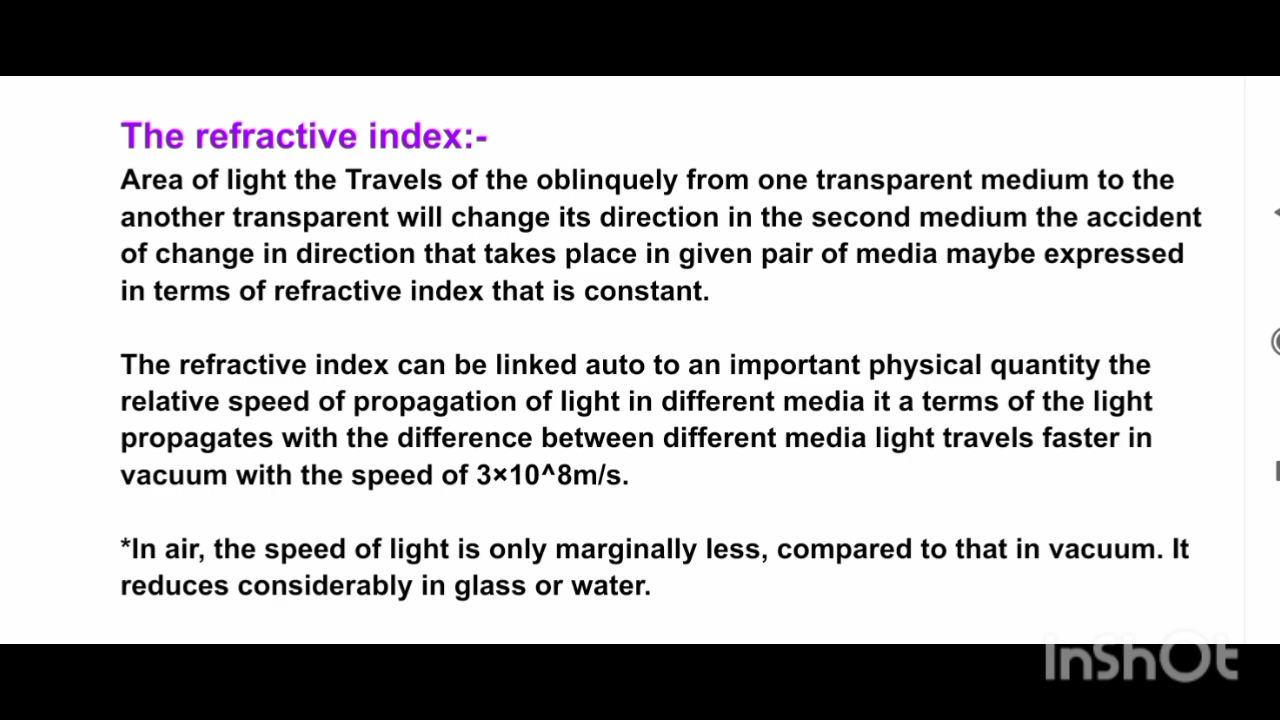 The refractive index:-
Area of light the Travels of the oblinquely from one transparent medium to the
another transparent will change its direction in the second medium the accident
of change in direction that takes place in given pair of media maybe expressed
in terms of refractive index that is constant.
The refractive index can be linked auto to an important physical quantity the
relative speed of propagation of light in different media it a terms of the light
propagates with the difference between different media light travels faster in
vacuum with the speed of 3×10^8m/s.
*In air, the speed of light is only marginally less, compared to that in vacuum. It
reduces considerably in glass or water.
InShOt